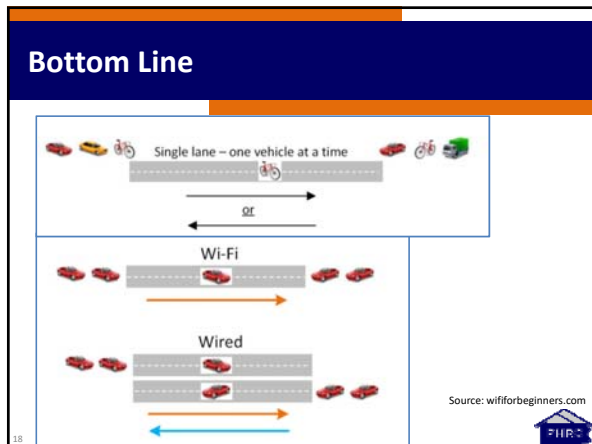 Bottom Line
Single lane – one vehicle at a time
or
Wi-Fi
Wired
Source: wififorbeginners.com
18